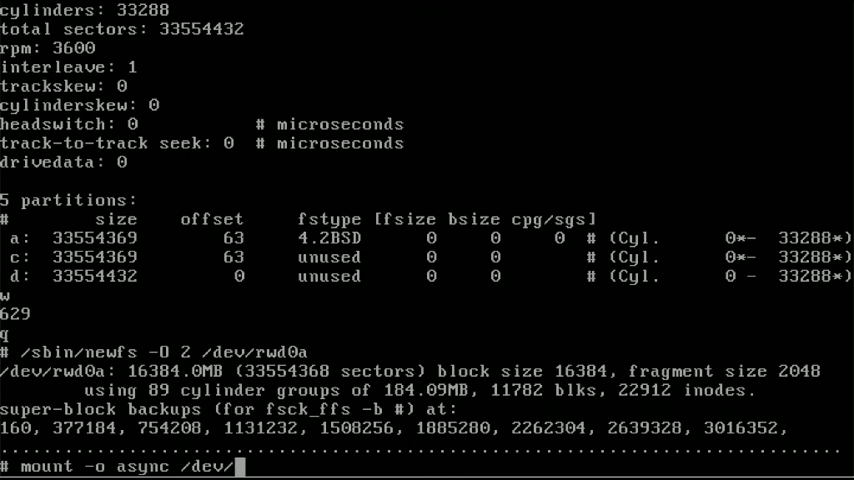 cylinders: 33288
total sectors: 33554432
rpm: 3600
interleave: 1
trackskew: 0
cylinderskew: 0
headswitch: 0           # microseconds
track-to-track seek: 0  # microseconds
drivedata: 0

5 partitions:
#        size    offset     fstype [fsize bsize cpg/sgs]
 a:  33554369        63     4.2BSD      0     0     0  # (Cyl.      0*-  33288*)
 c:  33554369        63     unused      0     0        # (Cyl.      0*-  33288*)
 d:  33554432         0     unused      0     0        # (Cyl.      0 -  33288*)
w
629
q
# /sbin/newfs -O 2 /dev/rwd0a
/dev/rwd0a: 16384.0MB (33554368 sectors) block size 16384, fragment size 2048
        using 89 cylinder groups of 184.09MB, 11782 blks, 22912 inodes.
super-block backups (for fsck_ffs -b #) at:
160, 377184, 754208, 1131232, 1508256, 1885280, 2262304, 2639328, 3016352,
...............................................................................
# mount -o async /dev/